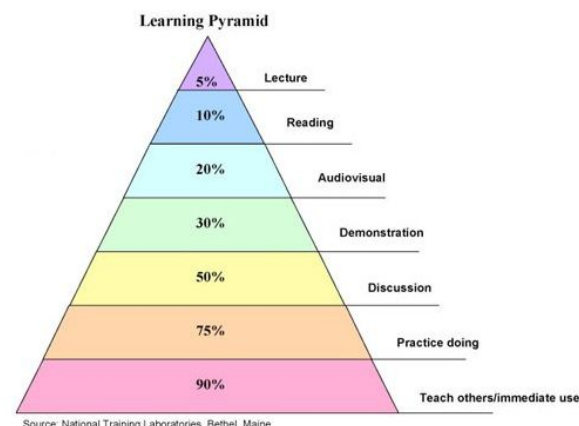 Learning Pyramid
5% Lecture
10% Reading
20% Audiovisual
30% Demonstration
50% Discussion
75% Practice doing
90% Teach others/immediate use
Source: National Training Laboratories, Bethel, Maine